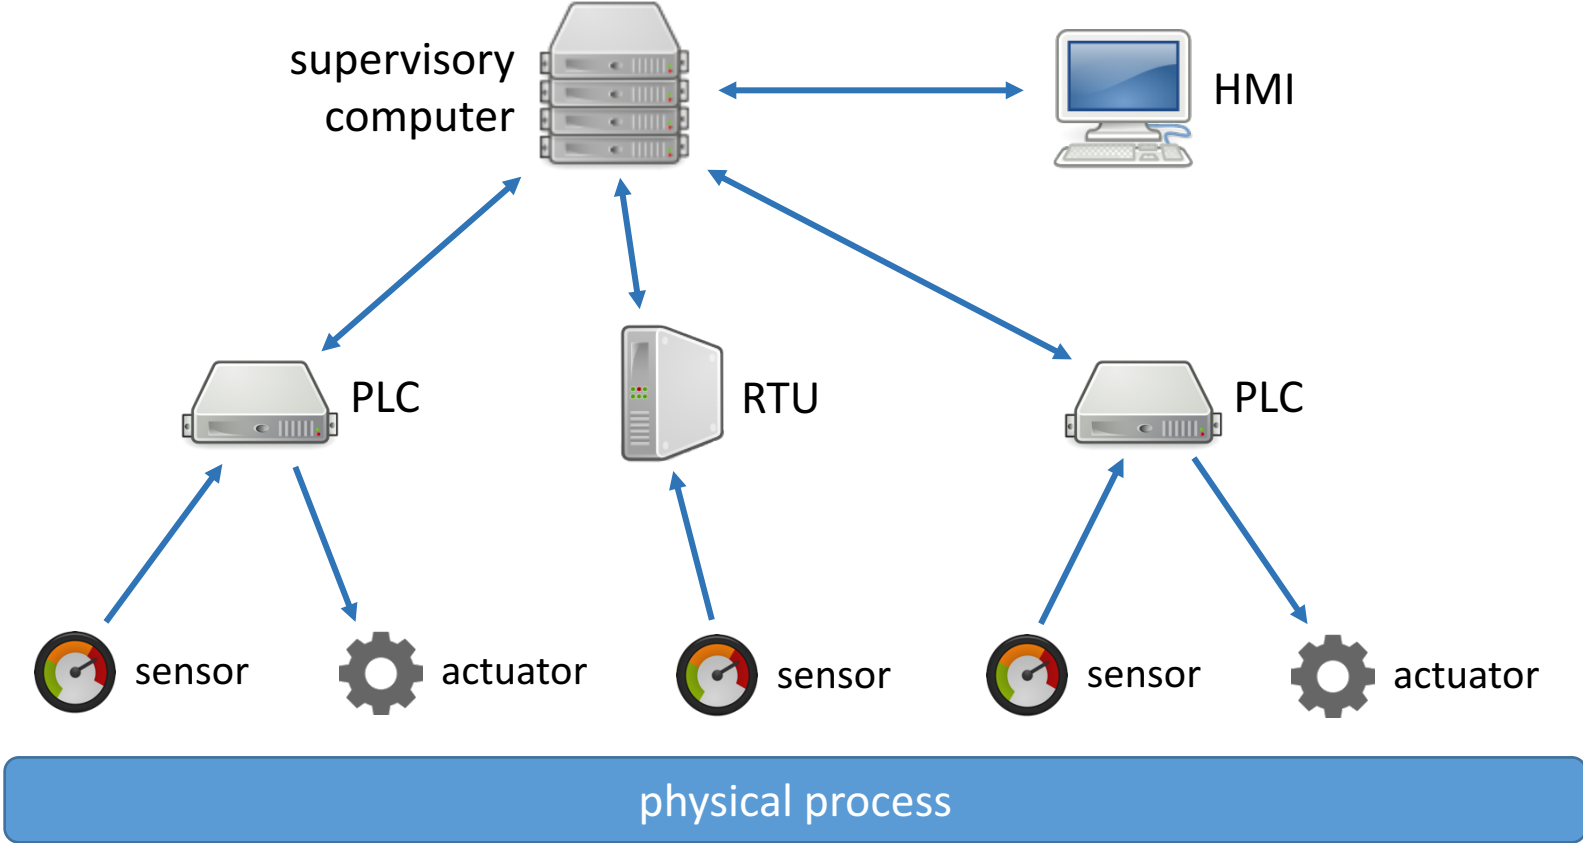 supervisory
computer
HMI
PLC
RTU
PLC
sensor
actuator
sensor
sensor
actuator
physical process